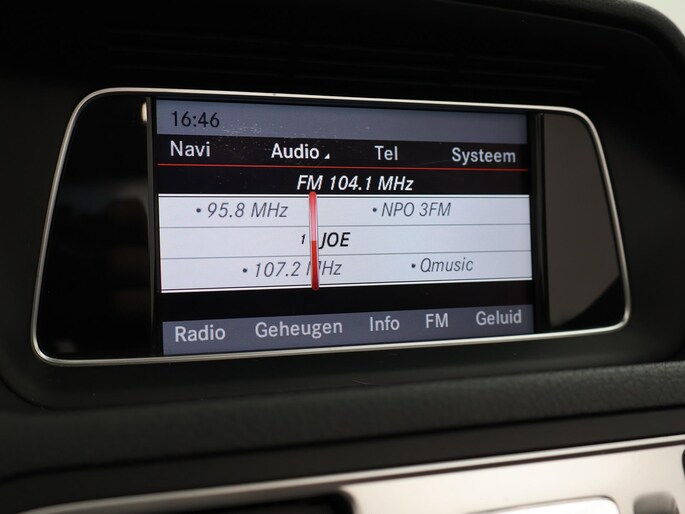 16:46
Navi Audio Tel Systeem
FM 104.1 MHz
• 95.8 MHz • NPO 3FM
1 JOE
• 107.2 MHz • Qmusic
Radio Geheugen Info FM Geluid